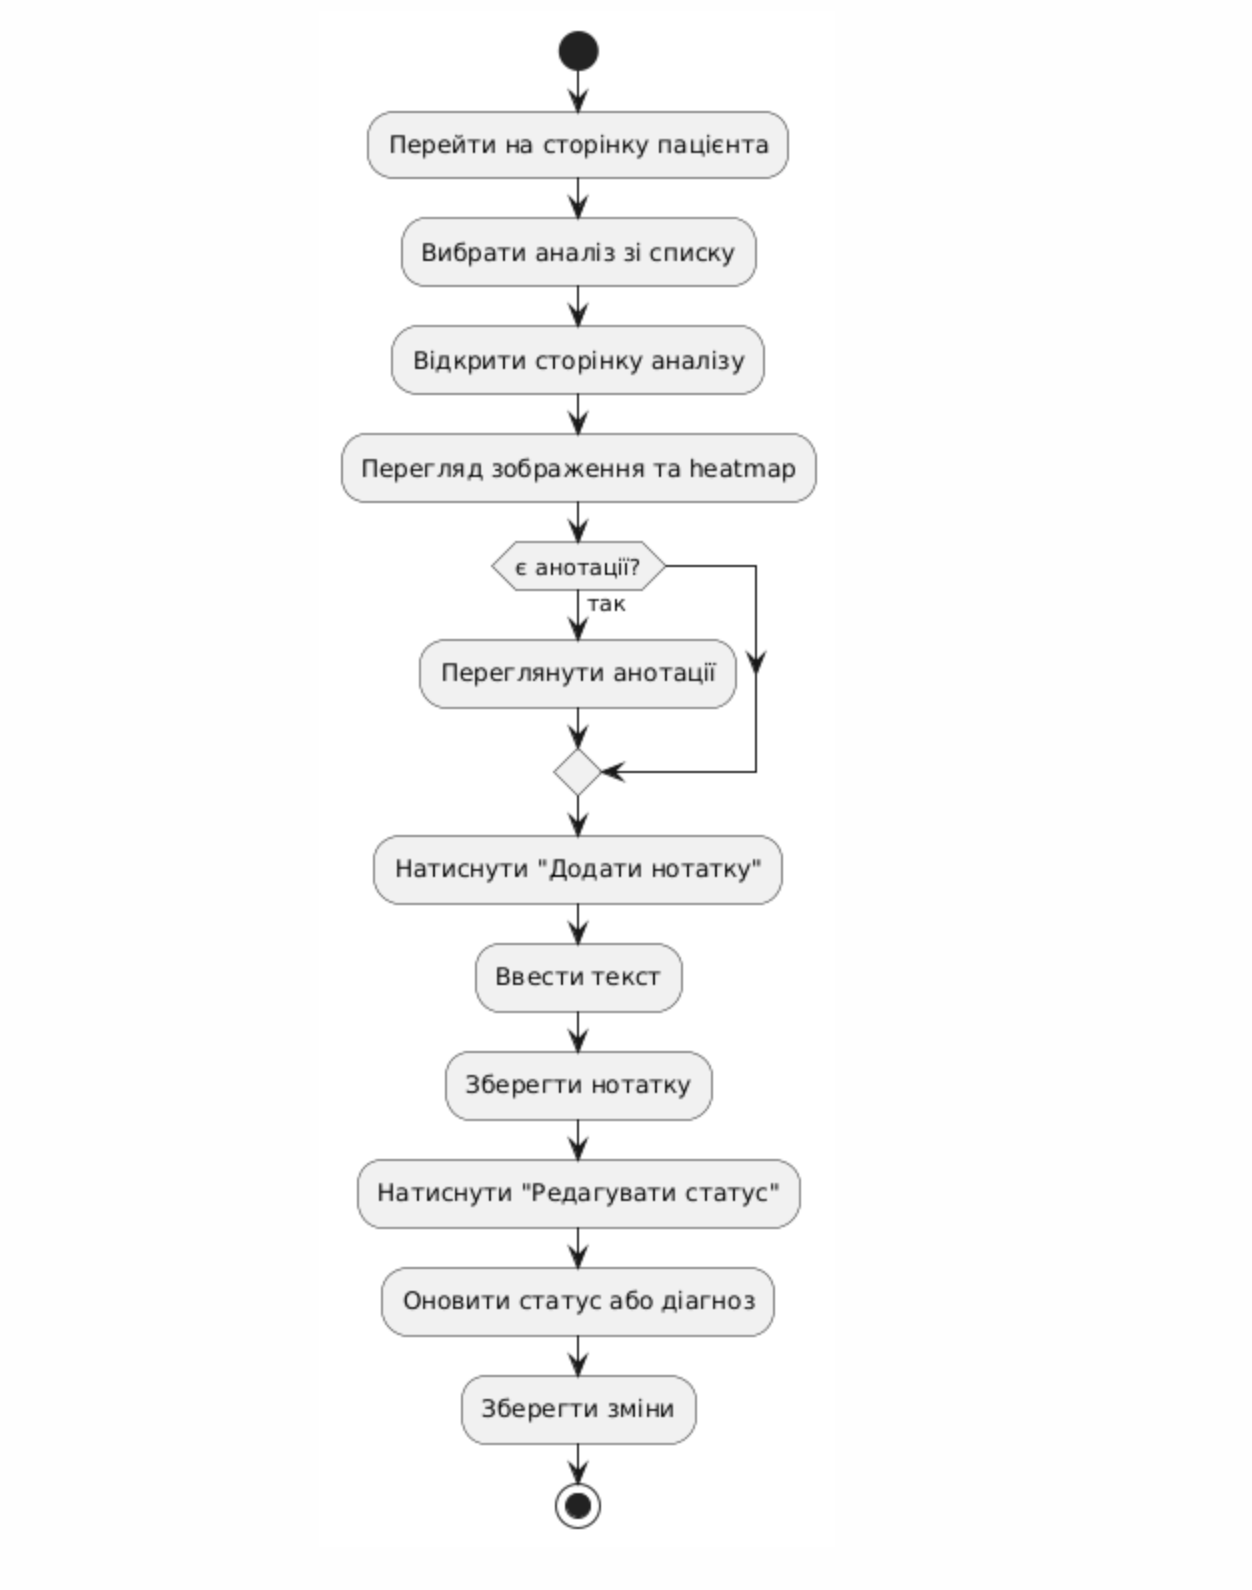 Перейти на сторінку пацієнта
Вибрати аналіз зі списку
Відкрити сторінку аналізу
Перегляд зображення та heatmap
є анотації?
так
Переглянути анотації
Натиснути "Додати нотатку"
Ввести текст
Зберегти нотатку
Натиснути "Редагувати статус"
Оновити статус або діагноз
Зберегти зміни